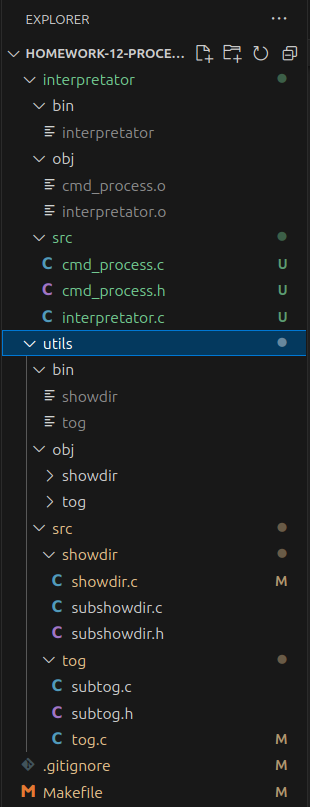 EXPLORER
HOMEWORK-12-PROCE...
interpretator
bin
interpretator
obj
cmd_process.o
interpretator.o
src
C cmd_process.c U
C cmd_process.h U
C interpretator.c U
utils
bin
showdir
tog
obj
showdir
tog
src
showdir
C showdir.c M
C subshowdir.c
C subshowdir.h
tog
C subtog.c
C subtog.h
C tog.c M
.gitignore M
M Makefile M